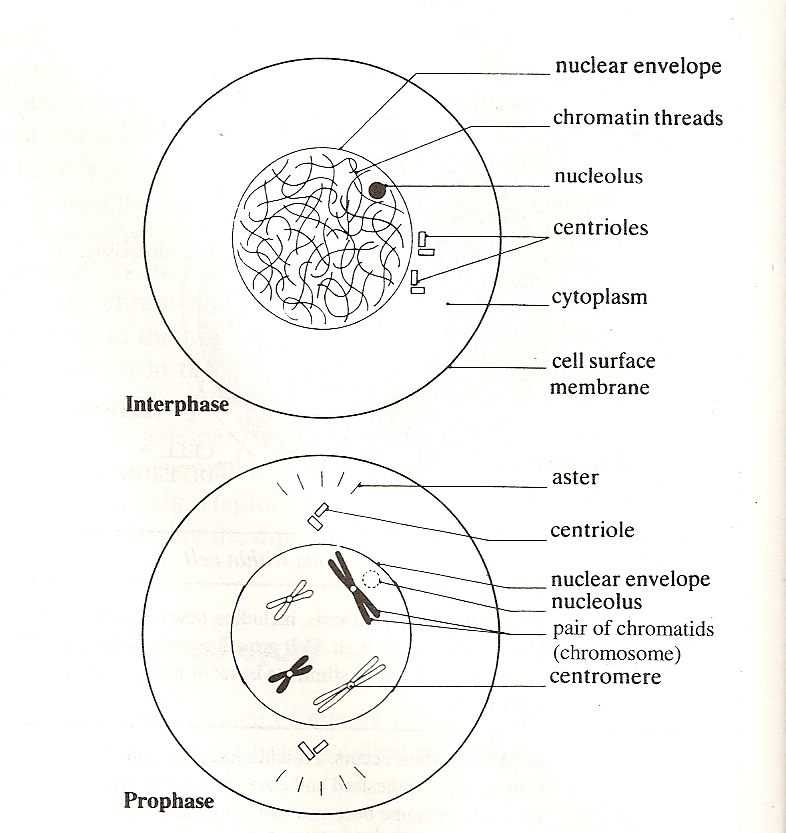 nuclear envelope
chromatin threads
nucleolus
centrioles
cytoplasm
cell surface
membrane
Interphase
aster
centriole
nuclear envelope
nucleolus
pair of chromatids
(chromosome)
centromere
Prophase